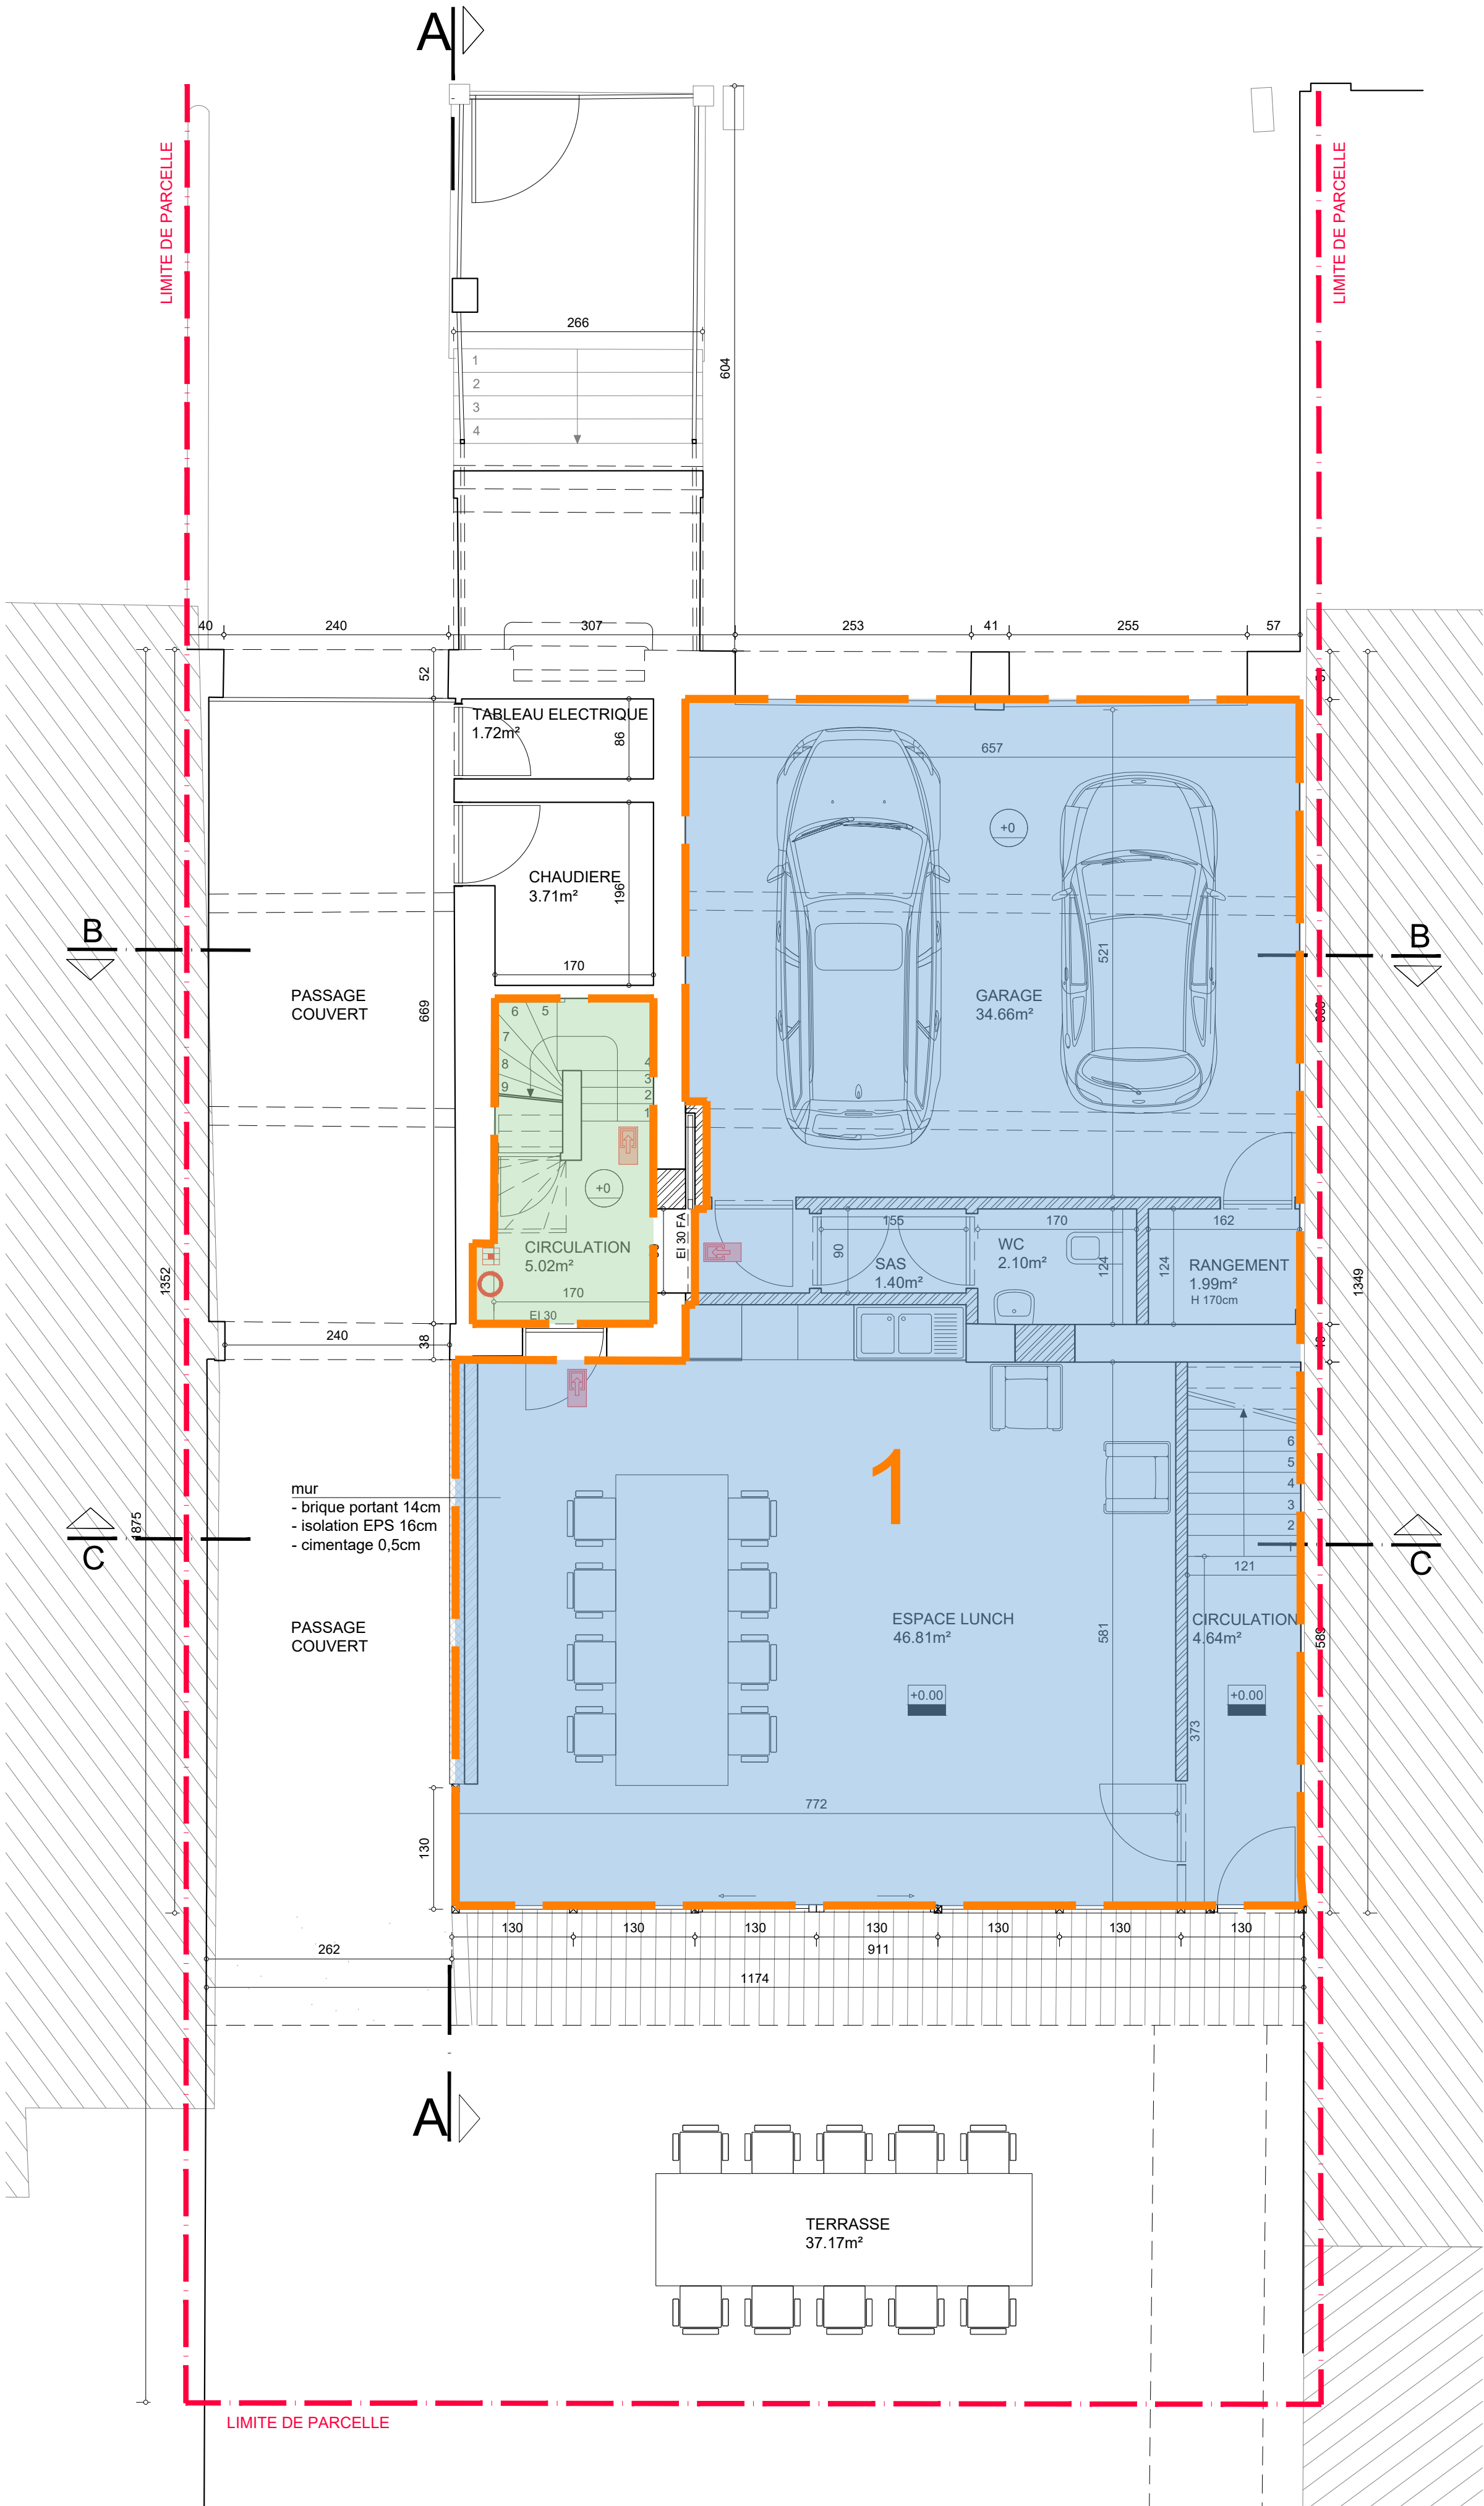 A
LIMITE DE PARCELLE
LIMITE DE PARCELLE
266
1
2
3
4
604
40
240
307
253
41
255
57
52
TABLEAU ELECTRIQUE
1.72m²
86
657
+0
CHAUDIERE
3.71m²
196
170
B
B
521
PASSAGE
COUVERT
669
GARAGE
34.66m²
6
5
7
8
9
4
3
2
1
+0
EI 30 FA
CIRCULATION
5.02m²
170
EI 30
155
90
SAS
1.40m²
170
WC
2.10m²
124
162
124
RANGEMENT
1.99m²
H 170cm
1352
1349
240
38
1
6
5
4
3
2
1
121
mur
- brique portant 14cm
- isolation EPS 16cm
- cimentage 0,5cm
1875
C
C
PASSAGE
COUVERT
ESPACE LUNCH
46.81m²
581
CIRCULATION
4.64m²
589
+0.00
+0.00
373
772
130
130
130
130
130
130
130
130
262
911
1174
A
TERRASSE
37.17m²
LIMITE DE PARCELLE